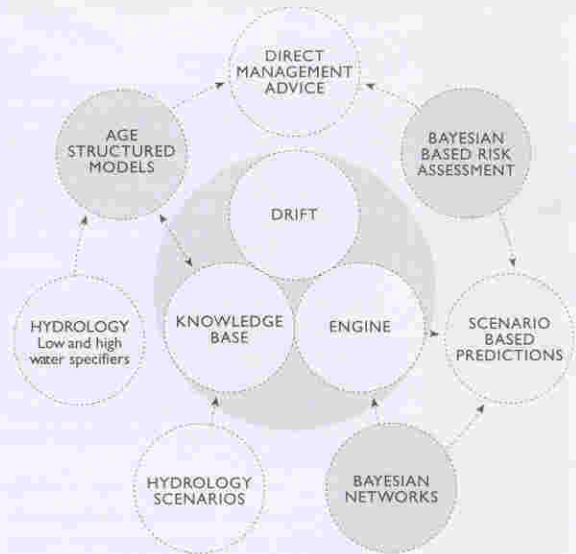 DIRECT
MANAGEMENT
ADVICE
AGE
STRUCTURED
MODELS
BAYESIAN
BASED RISK
ASSESSMENT
DRIFT
HYDROLOGY
Low and high
water specifiers
KNOWLEDGE
BASE
ENGINE
SCENARIO
BASED
PREDICTIONS
HYDROLOGY
SCENARIOS
BAYESIAN
NETWORKS